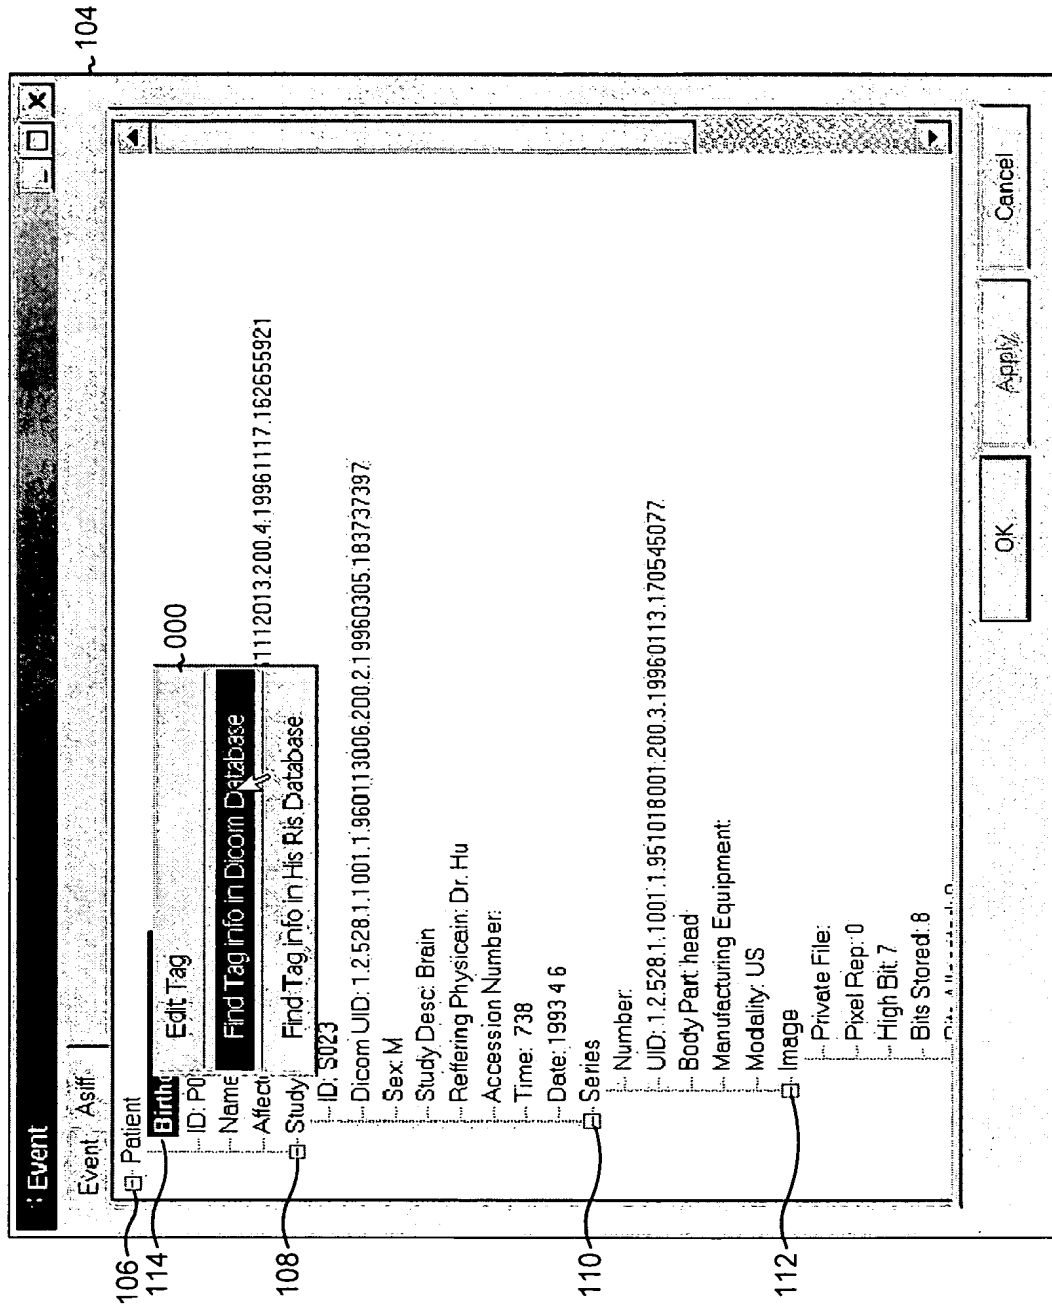 Event
104
Event
Asiff
Patient
106
114
Edit Tag
000
ID: P0
Name
Find Tag info in Dicom Database
Affect
1112013.200.4.19961117.162655921
108
Study
Find Tag info in His Ris Database
ID: S023
Dicom UID: 1.2.528.1.1001.1.960113006.200.2.19960305.183737397
Sex: M
Study Desc: Brain
Reffering Physicain: Dr. Hu
Accession Number:
Time: 738
Date: 1993 4 6
110
Series
Number:
UID: 1.2.528.1.1001.1.951018001.200.3.19960113.170545077
Body Part: head
Manufacturing Equipment:
Modality: US
112
Image
Private File:
Pixel Rep: 0
High Bit: 7
Bits Stored: 8
OK
Apply
Cancel